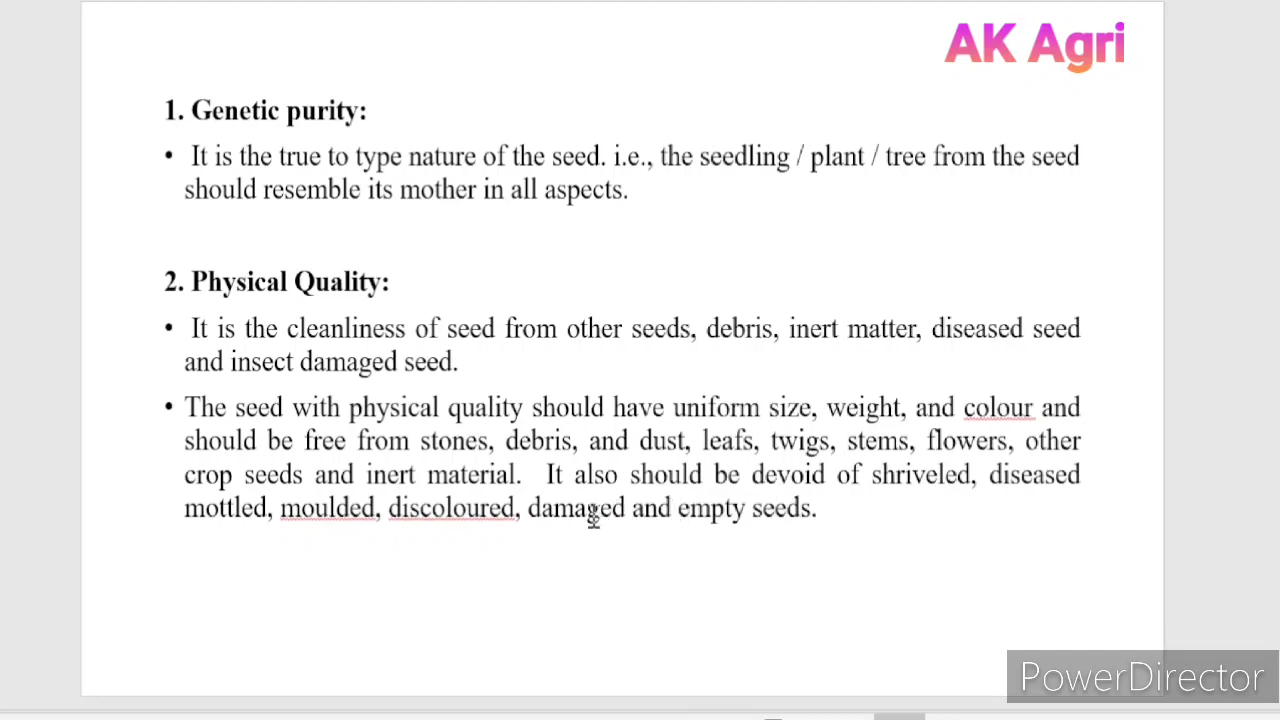 AK Agri
1. Genetic purity:
• It is the true to type nature of the seed. i.e., the seedling / plant / tree from the seed
should resemble its mother in all aspects.
2. Physical Quality:
• It is the cleanliness of seed from other seeds, debris, inert matter, diseased seed
and insect damaged seed.
• The seed with physical quality should have uniform size, weight, and colour and
should be free from stones, debris, and dust, leafs, twigs, stems, flowers, other
crop seeds and inert material. It also should be devoid of shriveled, diseased
mottled, moulded, discoloured, damaged and empty seeds.
PowerDirector